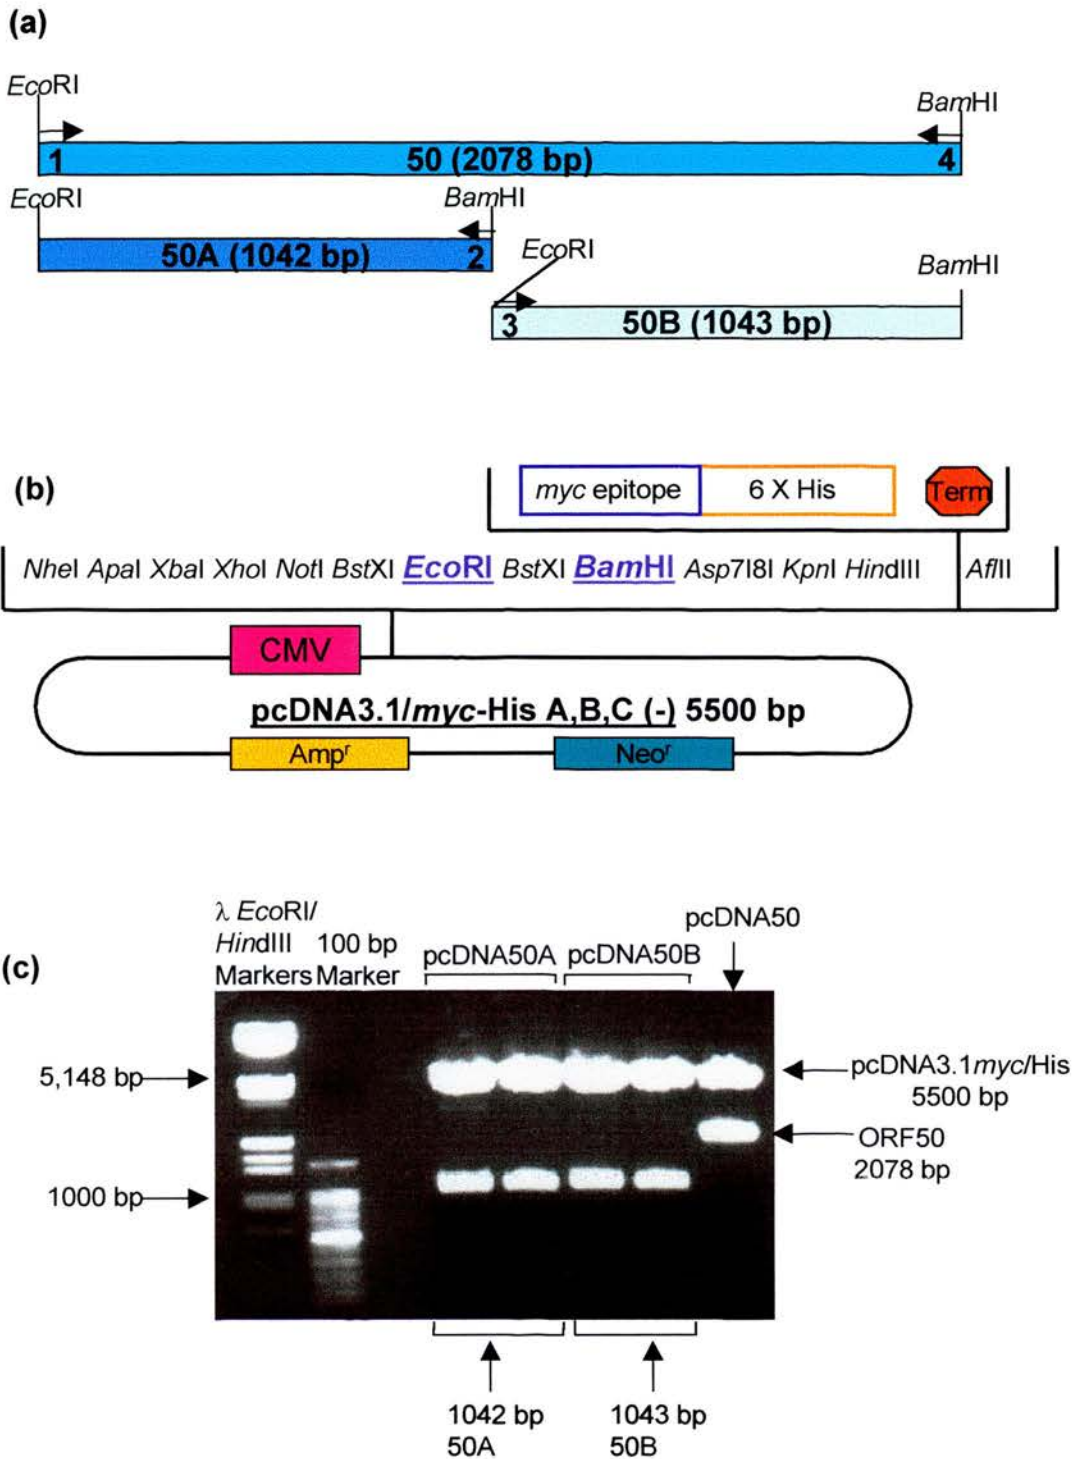 (a)
EcoRI
BamHI
1 50 (2078 bp) 4
EcoRI
BamHI
50A (1042 bp) 2
EcoRI
BamHI
3 50B (1043 bp)
(b)
myc epitope 6 X His Term
NheI ApaI XbaI XhoI NotI BstXI EcoRI BstXI BamHI Asp7I8I KpnI HindIII AflII
CMV
pcDNA3.1/myc-His A,B,C (-) 5500 bp
Ampʳ Neoʳ
(c)
λ EcoRI/
HindIII
Markers
100 bp
Marker
pcDNA50A
pcDNA50B
pcDNA50
5,148 bp
1000 bp
pcDNA3.1myc/His
5500 bp
ORF50
2078 bp
1042 bp
50A
1043 bp
50B